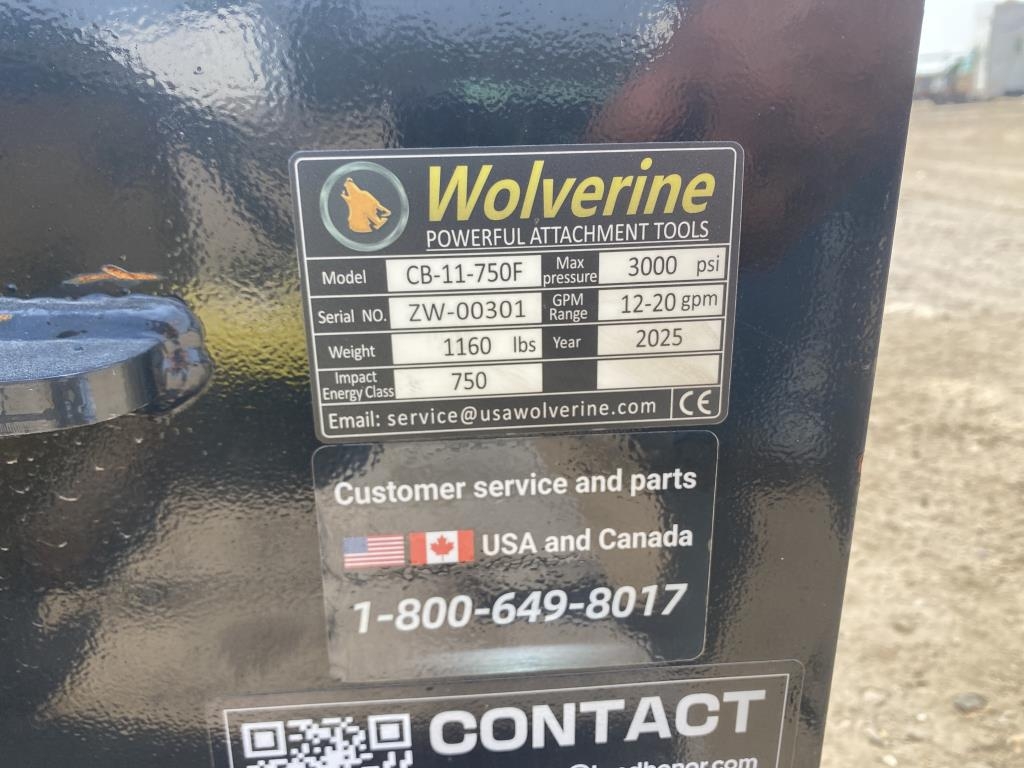 Wolverine
POWERFUL ATTACHMENT TOOLS
Model CB-11-750F Max pressure 3000 psi
Serial NO. ZW-00301 GPM Range 12-20 gpm
Weight 1160 lbs Year 2025
Impact Energy Class 750
Email: service@usawolverine.com CE
Customer service and parts
USA and Canada
1-800-649-8017
CONTACT